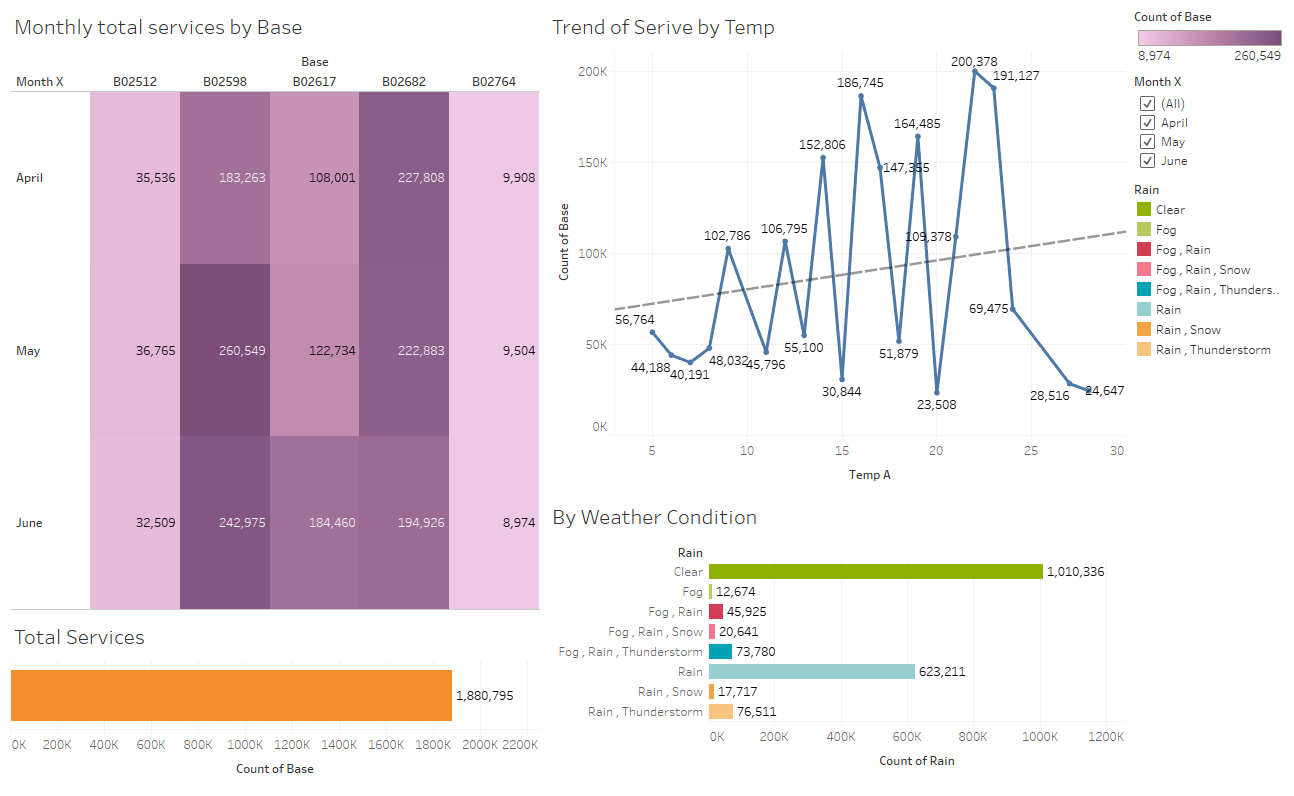 Monthly total services by Base
Base
Month X B02512 B02598 B02617 B02682 B02764
April 35,536 183,263 108,001 227,808 9,908
May 36,765 260,549 122,734 222,883 9,504
June 32,509 242,975 184,460 194,926 8,974
Total Services
1,880,795
0K 200K 400K 600K 800K 1000K 1200K 1400K 1600K 1800K 2000K 2200K
Count of Base
Trend of Serive by Temp
Count of Base
200K
150K
100K
50K
0K
56,764
44,188
40,191
48,032
102,786
45,796
106,795
55,100
152,806
30,844
186,745
147,355
51,879
164,485
23,508
109,378
200,378
191,127
69,475
28,516
24,647
5 10 15 20 25 30
Temp A
By Weather Condition
Rain
Clear 1,010,336
Fog 12,674
Fog , Rain 45,925
Fog , Rain , Snow 20,641
Fog , Rain , Thunderstorm 73,780
Rain 623,211
Rain , Snow 17,717
Rain , Thunderstorm 76,511
0K 200K 400K 600K 800K 1000K 1200K
Count of Rain
Count of Base
8,974 260,549
Month X
(All)
April
May
June
Rain
Clear
Fog
Fog , Rain
Fog , Rain , Snow
Fog , Rain , Thunders..
Rain
Rain , Snow
Rain , Thunderstorm